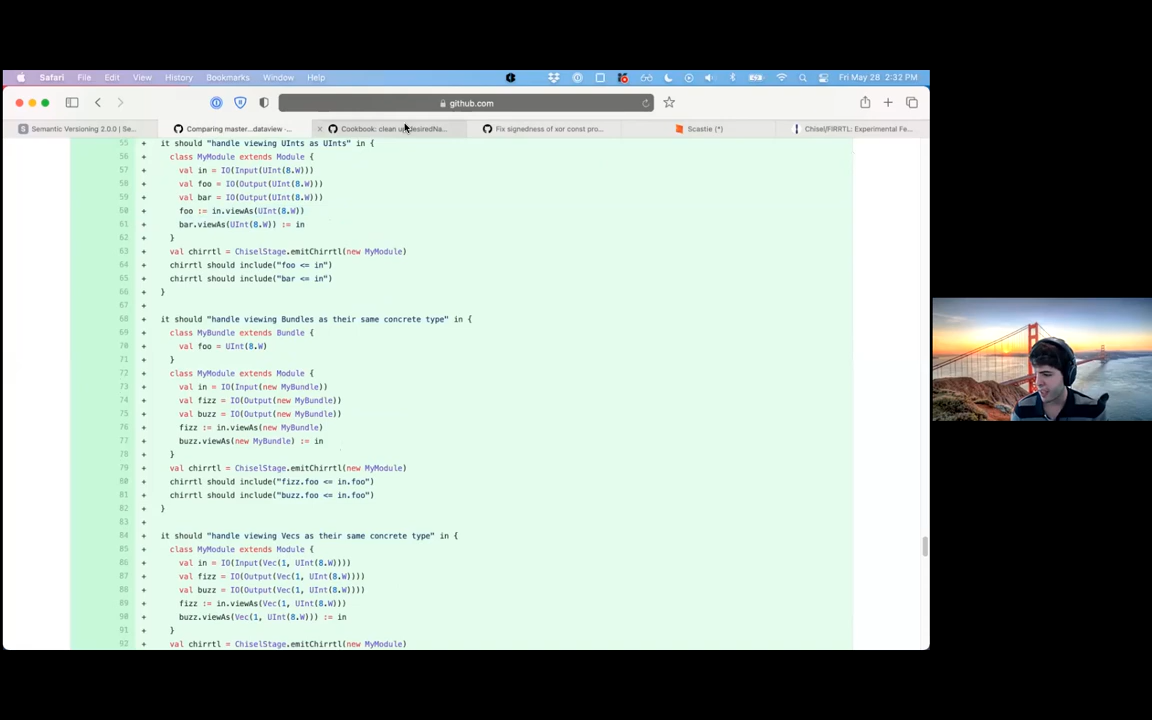 Safari File Edit View History Bookmarks Window Help Fri May 28 2:32 PM
github.com
Semantic Versioning 2.0.0 | Se... Comparing master...dataview ·... Cookbook: clean up desiredNa... Fix signedness of xor const pro... Scastie (*) Chisel/FIRRTL: Experimental Fe...
55 + it should "handle viewing UInts as UInts" in {
56 + class MyModule extends Module {
57 + val in = IO(Input(UInt(8.W)))
58 + val foo = IO(Output(UInt(8.W)))
59 + val bar = IO(Output(UInt(8.W)))
60 + foo := in.viewAs(UInt(8.W))
61 + bar.viewAs(UInt(8.W)) := in
62 + }
63 + val chirrtl = ChiselStage.emitChirrtl(new MyModule)
64 + chirrtl should include("foo <= in")
65 + chirrtl should include("bar <= in")
66 + }
67 +
68 + it should "handle viewing Bundles as their same concrete type" in {
69 + class MyBundle extends Bundle {
70 + val foo = UInt(8.W)
71 + }
72 + class MyModule extends Module {
73 + val in = IO(Input(new MyBundle))
74 + val fizz = IO(Output(new MyBundle))
75 + val buzz = IO(Output(new MyBundle))
76 + fizz := in.viewAs(new MyBundle)
77 + buzz.viewAs(new MyBundle) := in
78 + }
79 + val chirrtl = ChiselStage.emitChirrtl(new MyModule)
80 + chirrtl should include("fizz.foo <= in.foo")
81 + chirrtl should include("buzz.foo <= in.foo")
82 + }
83 +
84 + it should "handle viewing Vecs as their same concrete type" in {
85 + class MyModule extends Module {
86 + val in = IO(Input(Vec(1, UInt(8.W))))
87 + val fizz = IO(Output(Vec(1, UInt(8.W))))
88 + val buzz = IO(Output(Vec(1, UInt(8.W))))
89 + fizz := in.viewAs(Vec(1, UInt(8.W)))
90 + buzz.viewAs(Vec(1, UInt(8.W))) := in
91 + }
92 + val chirrtl = ChiselStage.emitChirrtl(new MyModule)